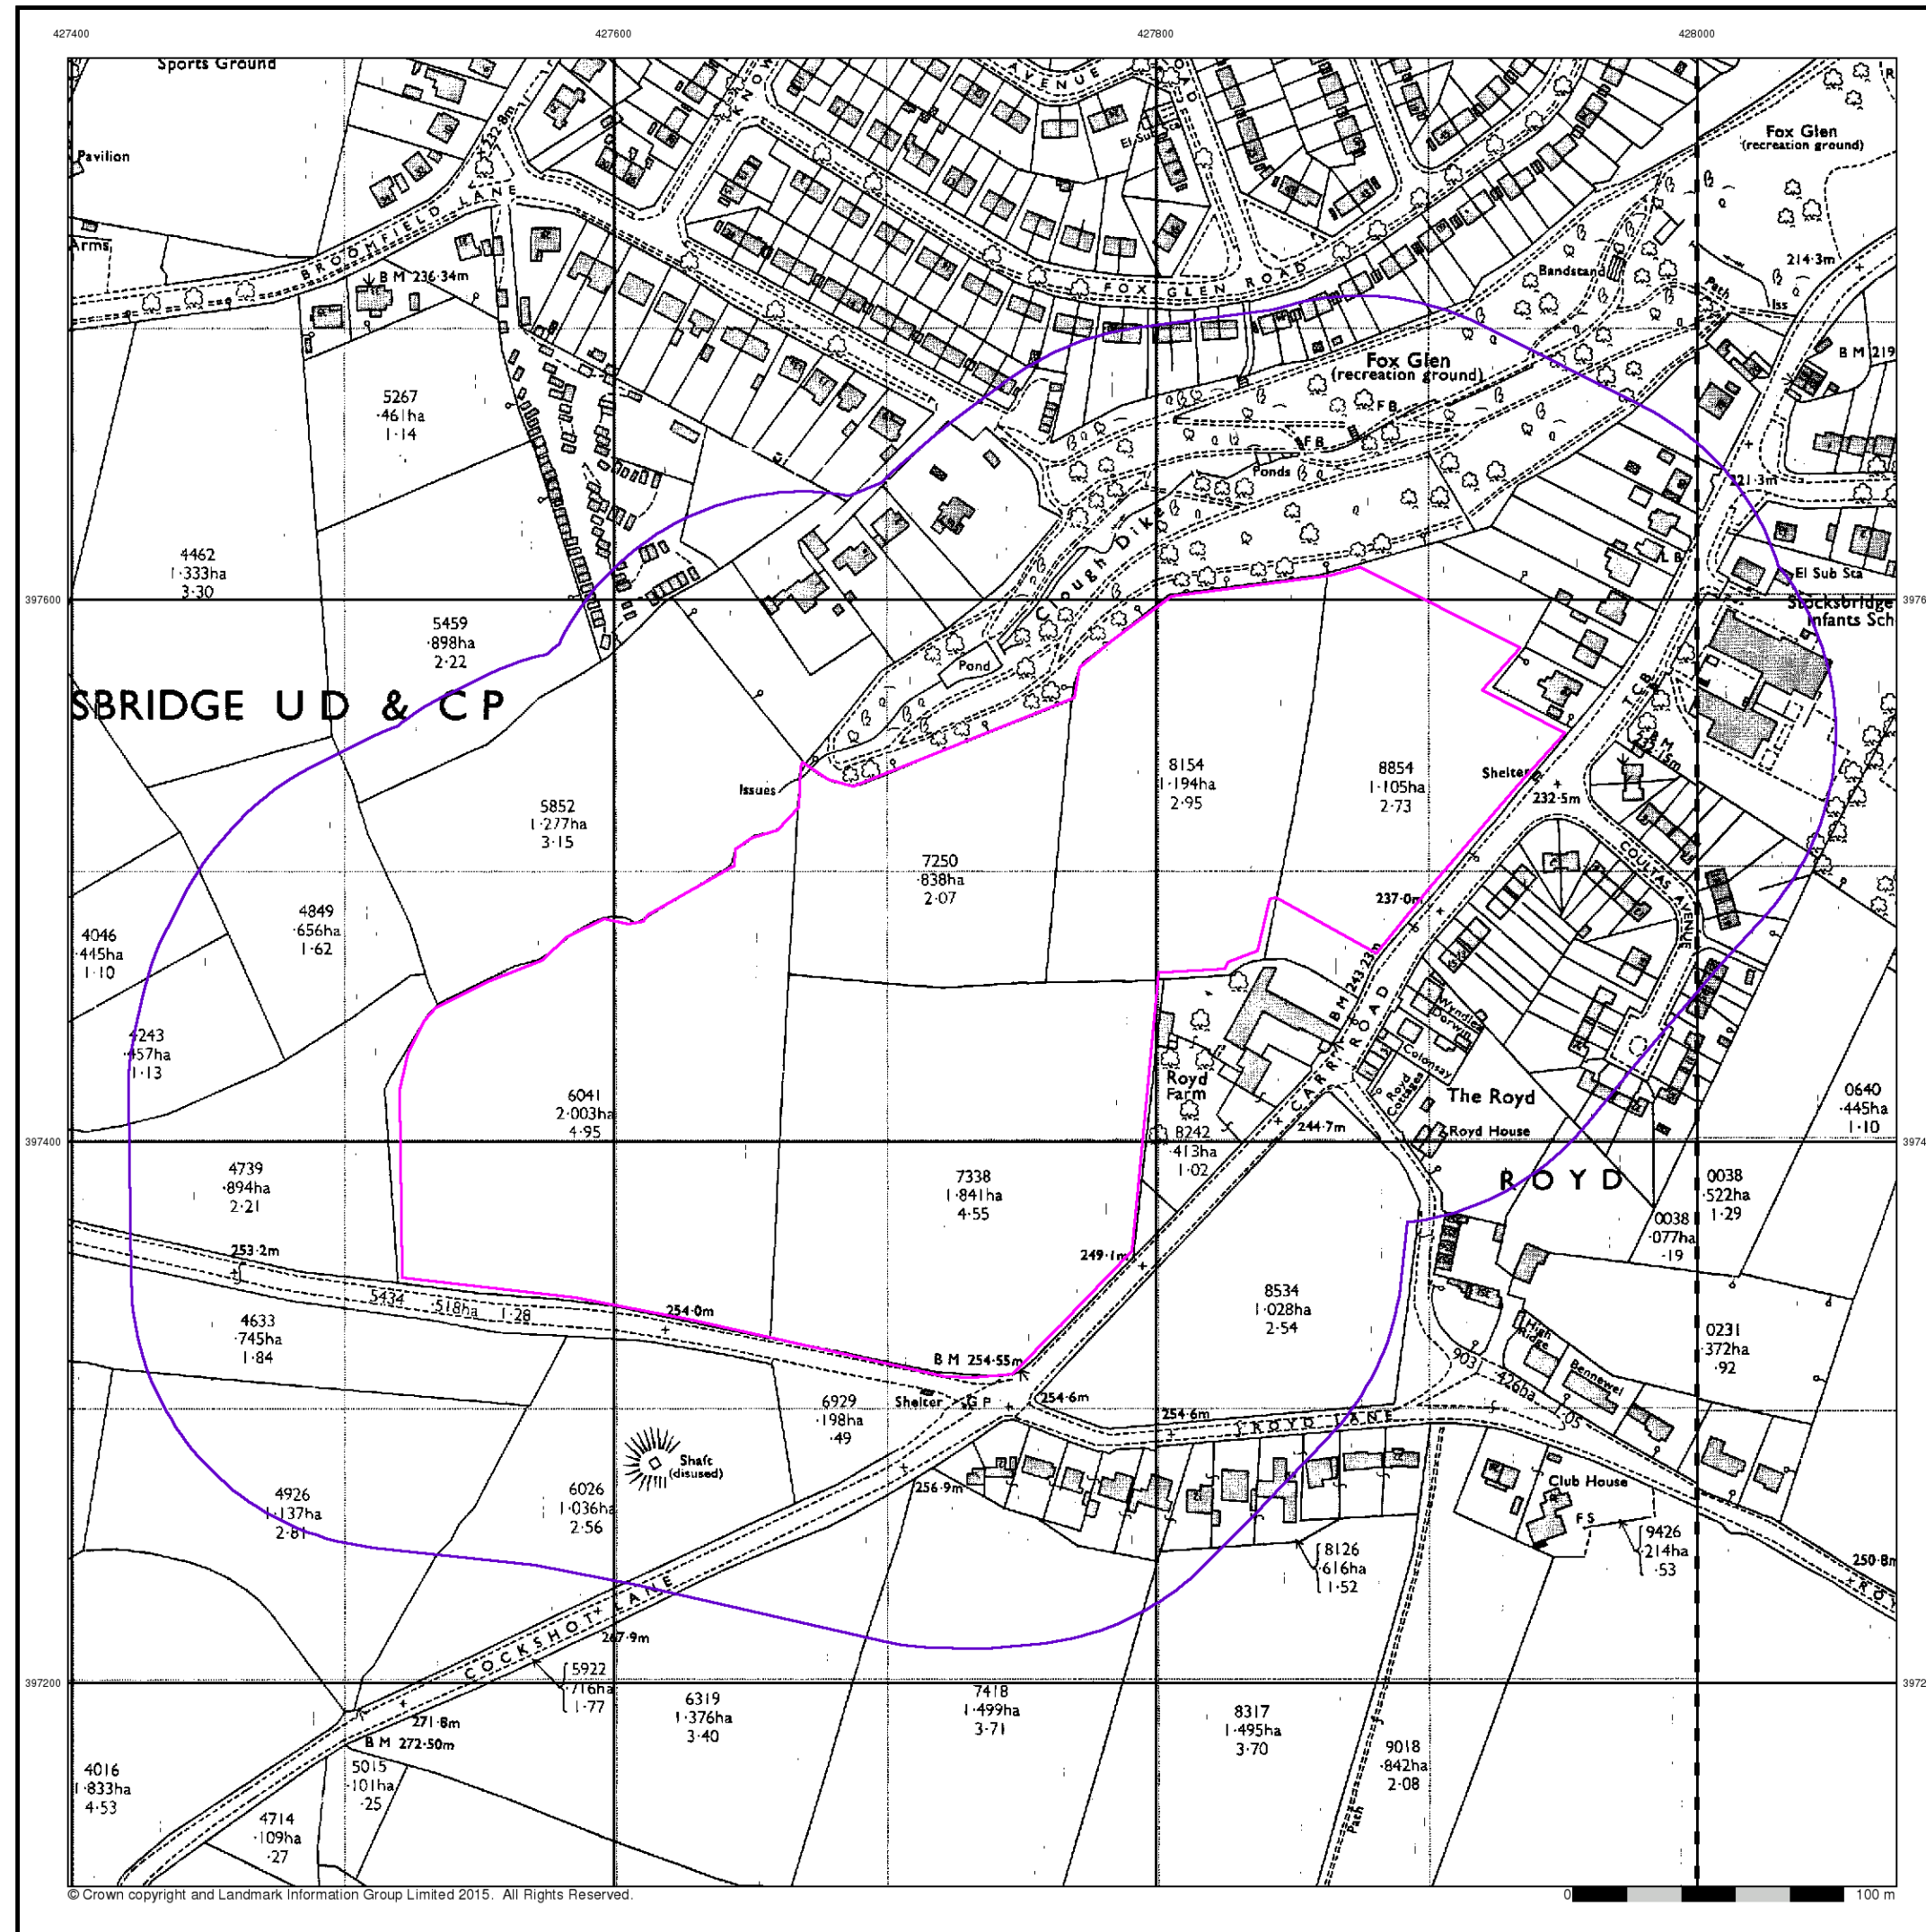 427400
427600
427800
428000
Sports Ground
AVENUE
232·8m
El Sub Sta
Fox Glen
(recreation ground)
Pavilion
BROOMFIELD LANE
Arms
B M 236·34m
FOX GLEN ROAD
Bandstand
214·3m
Path
Iss
B M 219
Fox Glen
(recreation ground)
5267
·461ha
1·14
F B
F B
Ponds
221·3m
Clough Dike
4462
1·333ha
3·30
L B
El Sub Sta
397600
Stocksbridge
Infants Sch
5459
·898ha
2·22
Pond
T C B
SBRIDGE UD & CP
Issues
5852
1·277ha
3·15
8154
1·194ha
2·95
8854
1·105ha
2·73
Shelter
232·5m
COULTAS AVENUE
7250
·838ha
2·07
237·0m
4849
·656ha
1·62
4046
·445ha
1·10
B M 243·23m
CARR ROAD
Wyndley
Darwin
Colonsay
Royd
Cottages
4243
·457ha
1·13
Royd
Farm
The Royd
6041
2·003ha
4·95
8242
·413ha
1·02
244·7m
Royd House
0640
·445ha
1·10
397400
ROYD
4739
·894ha
2·21
7338
1·841ha
4·55
0038
·522ha
1·29
0038
·077ha
·19
253·2m
249·1m
5434 ·518ha 1·28
254·0m
8534
1·028ha
2·54
4633
·745ha
1·84
High
Ridge
0231
·372ha
·92
B M 254·55m
903
·426ha
1·05
Bennewel
Shelter
G P
254·6m
254·6m
ROYD LANE
6929
·198ha
·49
Shaft
(disused)
256·9m
Club House
F S
4926
1·137ha
2·81
6026
1·036ha
2·56
8126
·616ha
1·52
9426
·214ha
·53
250·8m
COCKSHOT LANE
267·9m
5922
·716ha
1·77
397200
6319
1·376ha
3·40
7418
1·499ha
3·71
8317
1·495ha
3·70
271·8m
B M 272·50m
9018
·842ha
2·08
4016
1·833ha
4·53
5015
·101ha
·25
4714
·109ha
·27
Path
© Crown copyright and Landmark Information Group Limited 2015. All Rights Reserved.
0 100 m